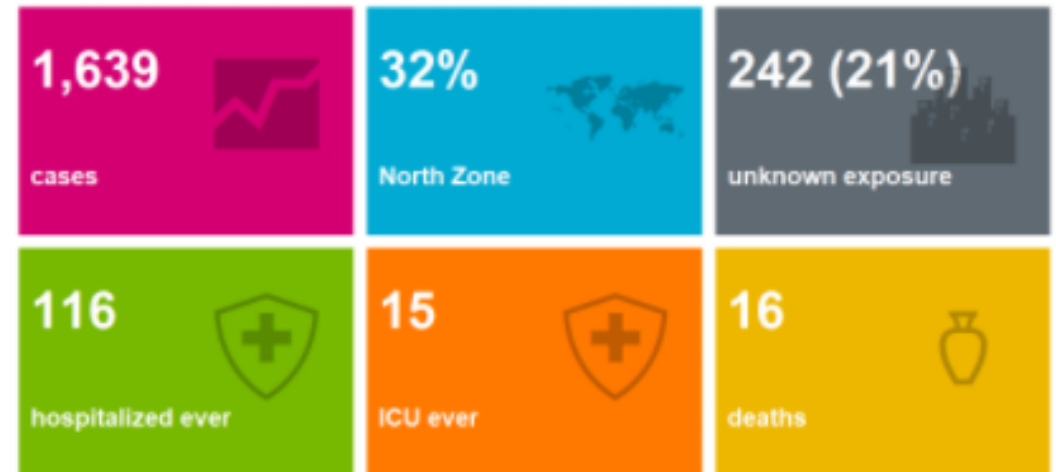 1,639
cases
32%
North Zone
242 (21%)
unknown exposure
116
hospitalized ever
15
ICU ever
16
deaths